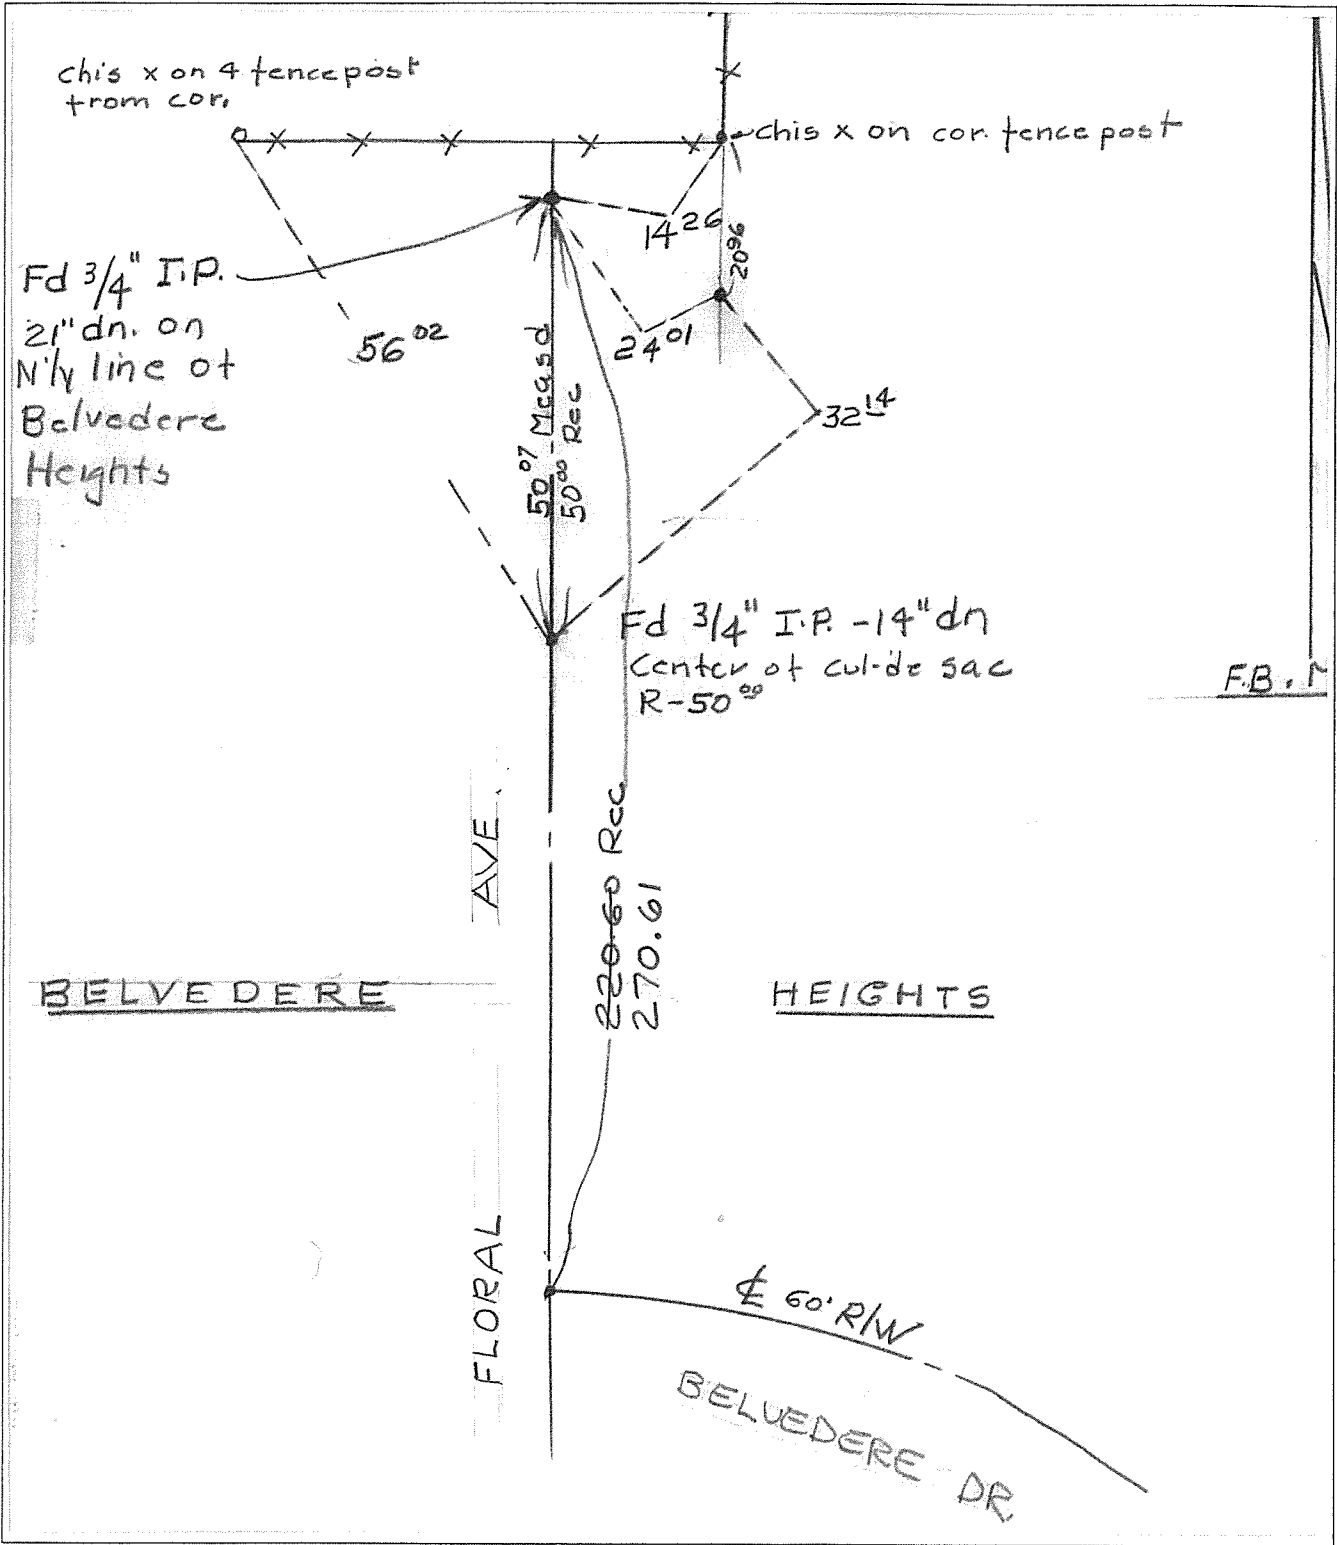 chis x on 4 fencepost
from cor.
chis x on cor. fence post
14 26
20 96
Fd 3/4" I.P.
21" dn. on
N'ly line of
Belvedere
Heights
56 02
24 01
32 14
50 07 Measd
50 00 Rec
Fd 3/4" I.P. -14" dn
Center of cul-de sac
R-50 00
F.B.
AVE.
220.60 Rec
270.61
BELVEDERE HEIGHTS
FLORAL
℄ 60' R/W
BELVEDERE DR.